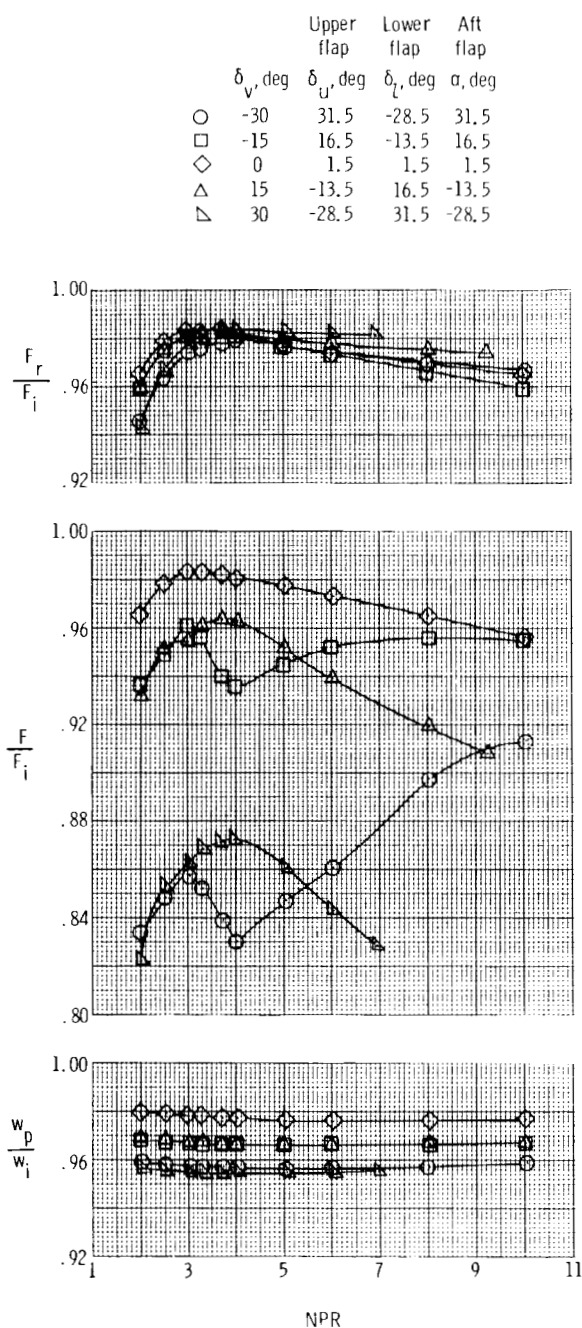 Upper Lower Aft
flap flap flap
δv, deg δu, deg δl, deg α, deg
○ -30 31.5 -28.5 31.5
□ -15 16.5 -13.5 16.5
◇ 0 1.5 1.5 1.5
△ 15 -13.5 16.5 -13.5
◺ 30 -28.5 31.5 -28.5
1.00
Fr
Fi
.96
.92
1.00
.96
.92
F
Fi
.88
.84
.80
1.00
wp
wi
.96
.92
1 3 5 7 9 11
NPR